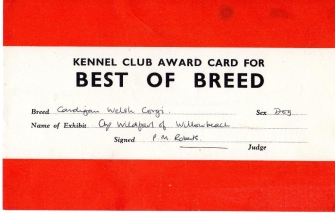 KENNEL CLUB AWARD CARD FOR
BEST OF BREED
Breed Cardigan Welsh Corgi. Sex Dog
Name of Exhibit Ch of Willowbeach
Signed P.M. Roberts.
Judge